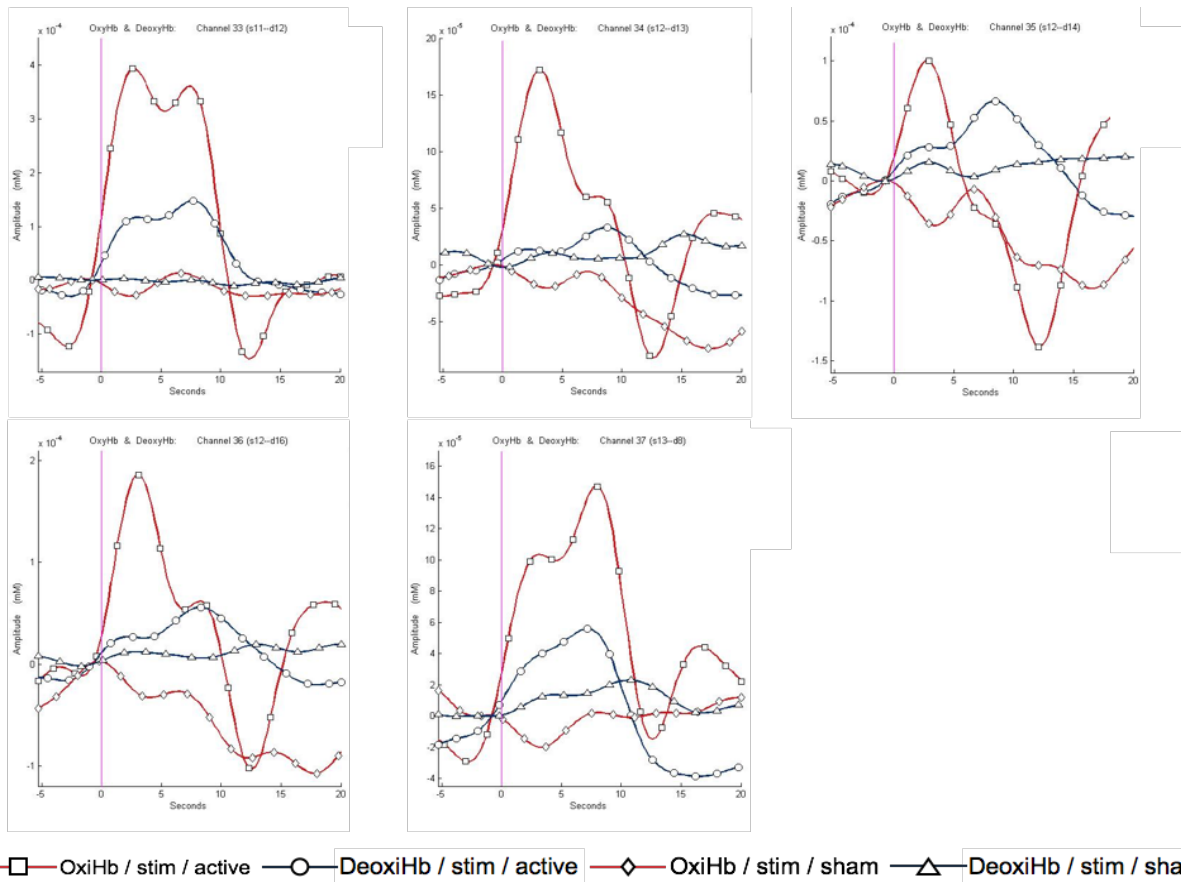 OxyHb & DeoxyHb: Channel 33 (s11--d12)
x 10⁻⁴
4
3
2
1
0
-1
Amplitude (mM)
-5 0 5 10 15 20
Seconds
OxyHb & DeoxyHb: Channel 34 (s12--d13)
x 10⁻⁵
20
15
10
5
0
-5
Amplitude (mM)
-5 0 5 10 15 20
Seconds
OxyHb & DeoxyHb: Channel 35 (s12--d14)
1
0.5
0
-0.5
-1
-1.5
Amplitude (mM)
-5 0 5 10 15 20
Seconds
OxyHb & DeoxyHb: Channel 36 (s12--d16)
x 10⁻⁴
2
1
0
-1
Amplitude (mM)
-5 0 5 10 15 20
Seconds
OxyHb & DeoxyHb: Channel 37 (s13--d8)
x 10⁻⁵
16
14
12
10
8
6
4
2
0
-2
-4
Amplitude (mM)
-5 0 5 10 15 20
Seconds
OxiHb / stim / active DeoxiHb / stim / active OxiHb / stim / sham DeoxiHb / stim / sha